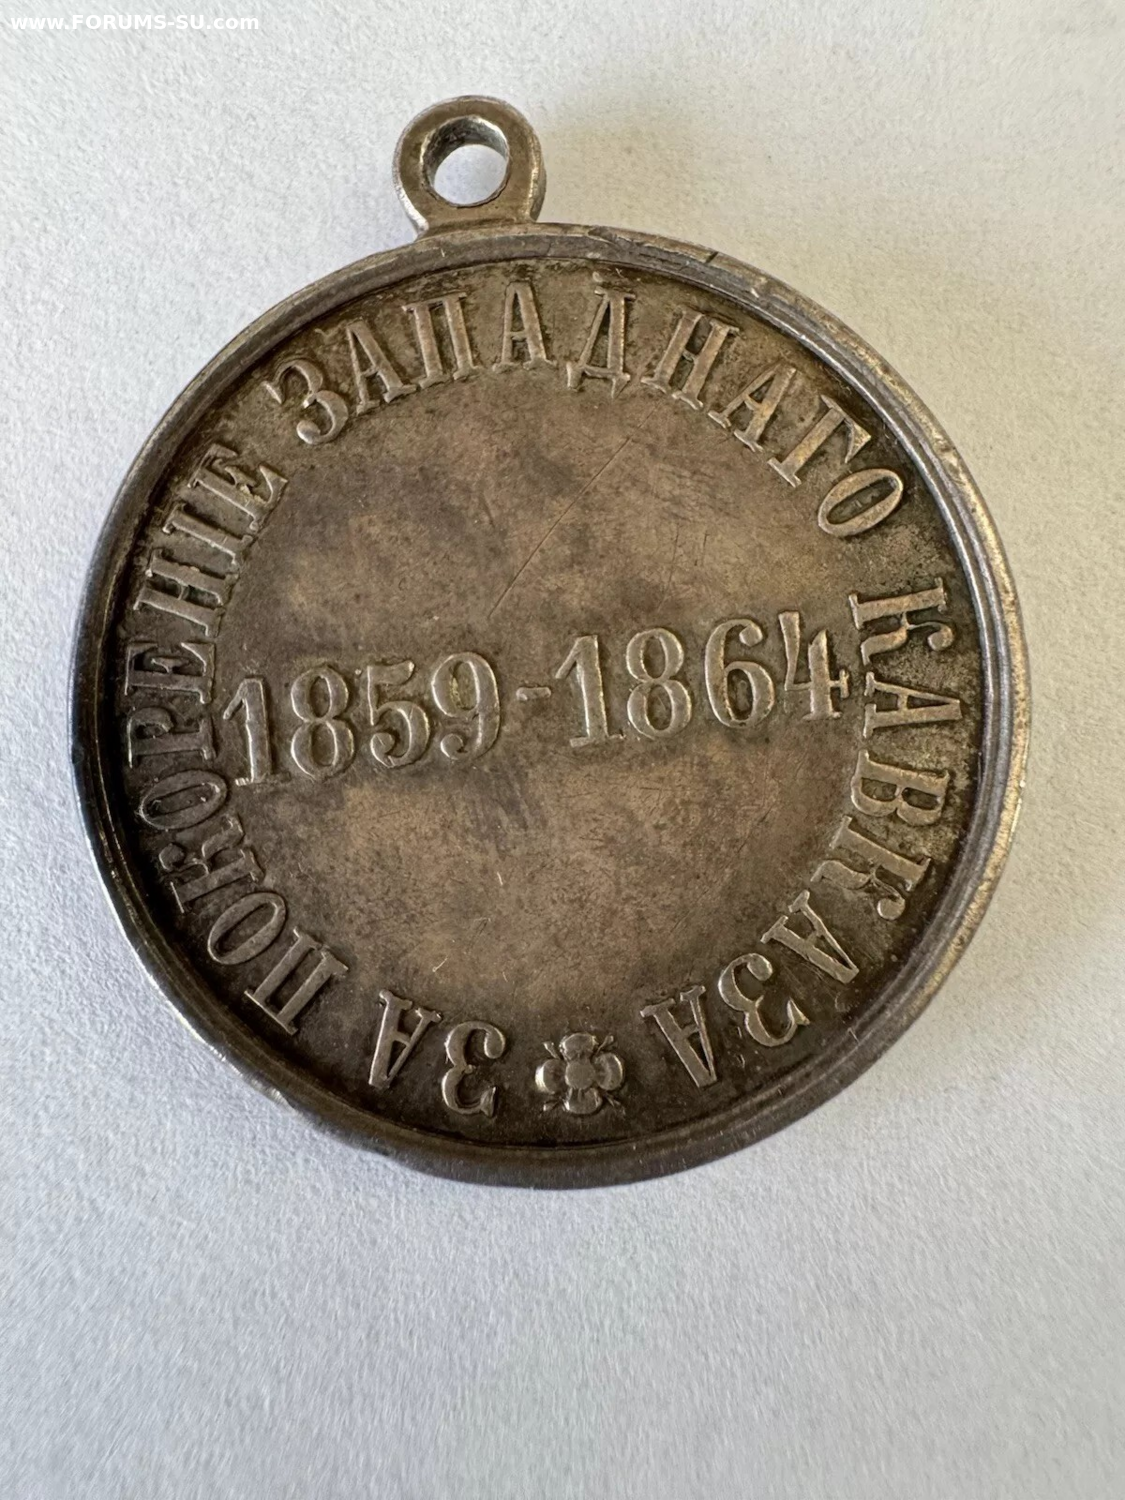 www.FORUMS-SU.com
ЗА ПОКОРЕНІЕ ЗАПАДНАГО КАВКАЗА
1859-1864